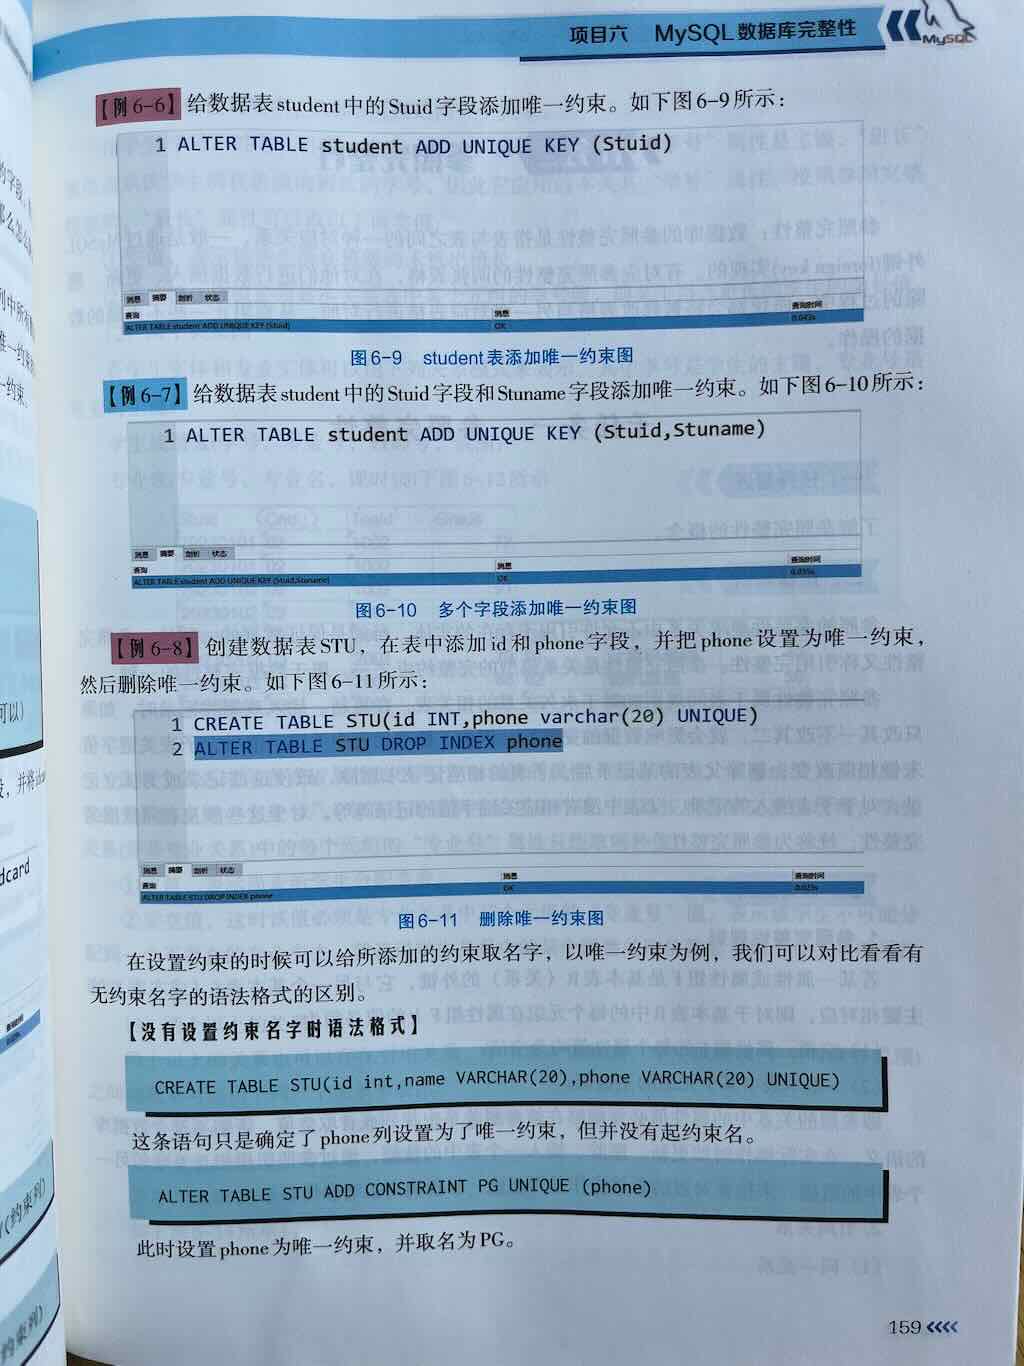 项目六 MySQL数据库完整性
MySQL
【例6-6】给数据表student中的Stuid字段添加唯一约束。如下图6-9所示：
1 ALTER TABLE student ADD UNIQUE KEY (Stuid)
消息 摘要 剖析 状态
查询 消息 查询时间
ALTER TABLE student ADD UNIQUE KEY (Stuid) OK 0.043s
图6-9 student表添加唯一约束图
【例6-7】给数据表student中的Stuid字段和Stuname字段添加唯一约束。如下图6-10所示：
1 ALTER TABLE student ADD UNIQUE KEY (Stuid,Stuname)
消息 摘要 剖析 状态
查询 消息 查询时间
ALTER TABLE student ADD UNIQUE KEY (Stuid,Stuname) OK 0.035s
图6-10 多个字段添加唯一约束图
【例6-8】创建数据表STU，在表中添加id和phone字段，并把phone设置为唯一约束，
然后删除唯一约束。如下图6-11所示：
1 CREATE TABLE STU(id INT,phone varchar(20) UNIQUE)
2 ALTER TABLE STU DROP INDEX phone
消息 摘要 剖析 状态
查询 消息 查询时间
ALTER TABLE STU DROP INDEX phone OK 0.023s
图6-11 删除唯一约束图
在设置约束的时候可以给所添加的约束取名字，以唯一约束为例，我们可以对比看看有
无约束名字的语法格式的区别。
【没有设置约束名字时语法格式】
CREATE TABLE STU(id int,name VARCHAR(20),phone VARCHAR(20) UNIQUE)
这条语句只是确定了phone列设置为了唯一约束，但并没有起约束名。
ALTER TABLE STU ADD CONSTRAINT PG UNIQUE (phone)
此时设置phone为唯一约束，并取名为PG。
159